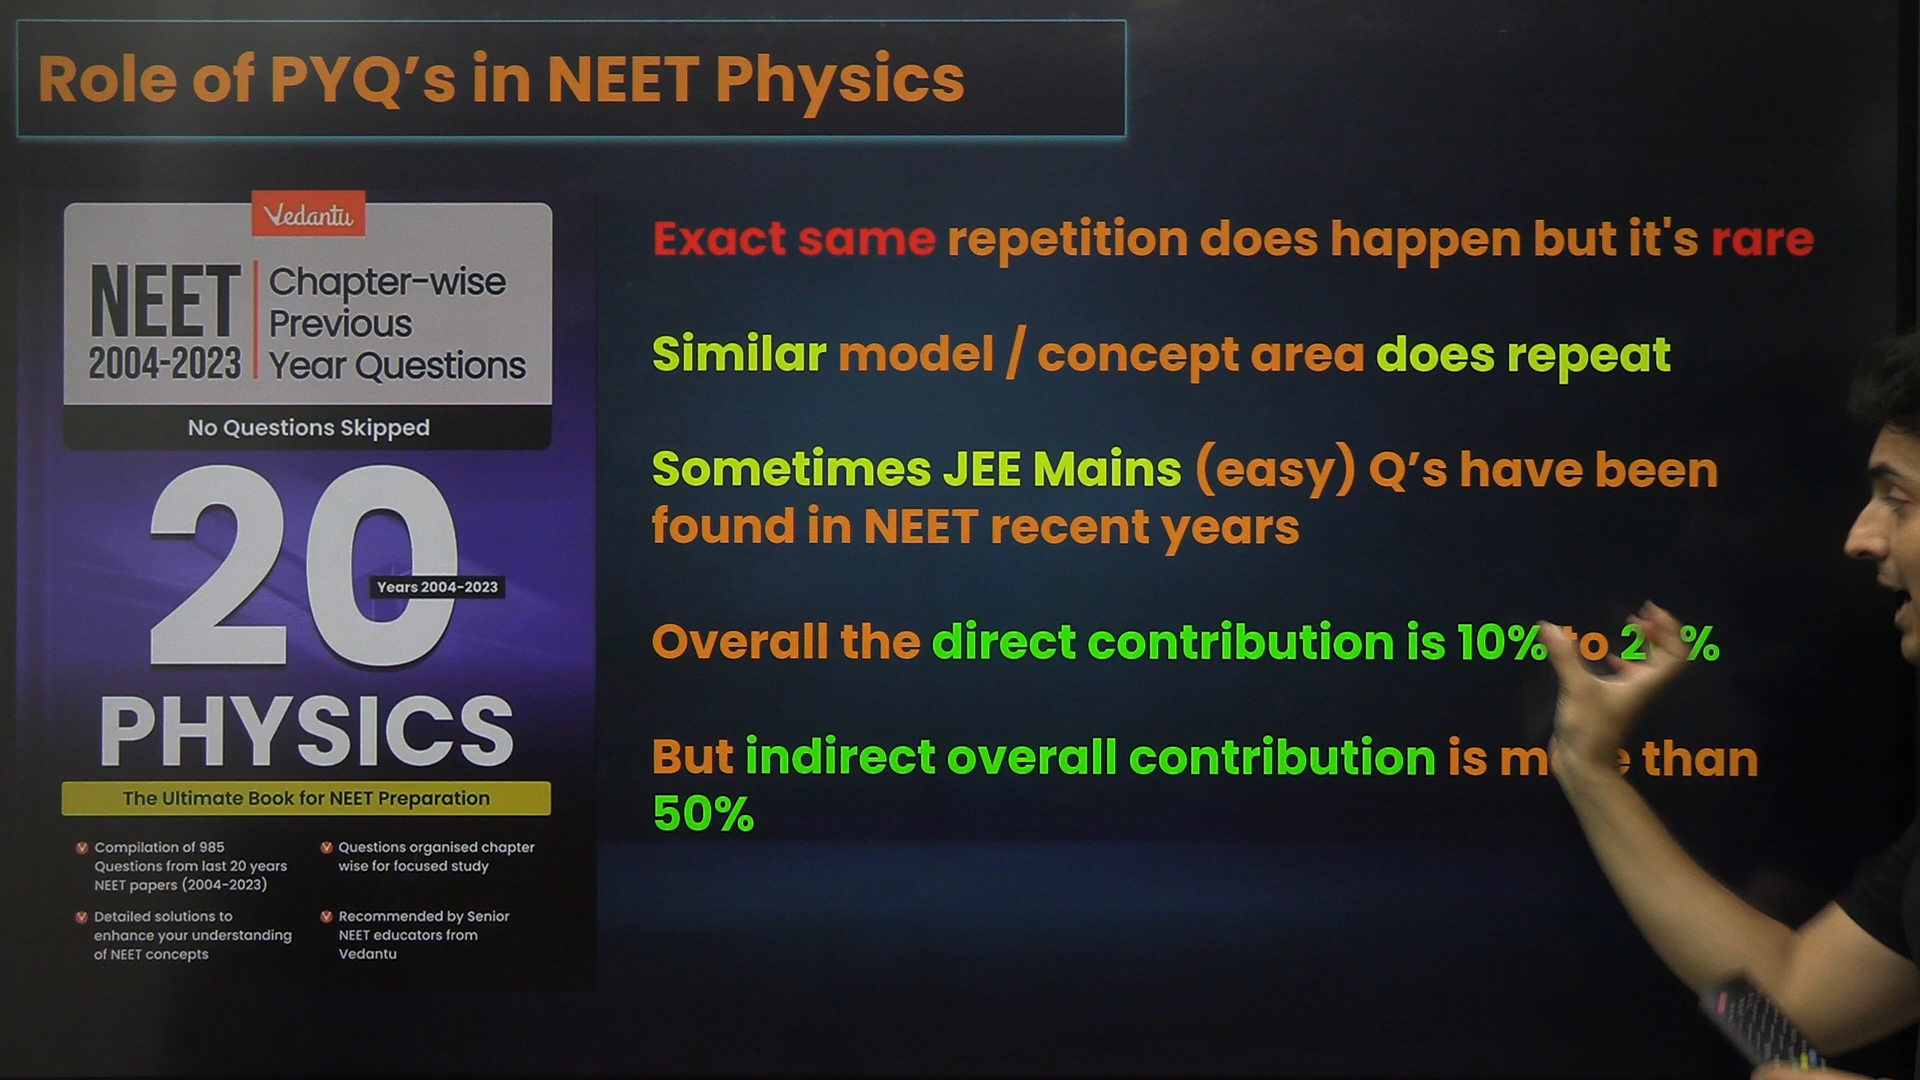 Role of PYQ’s in NEET Physics
Vedantu
NEET
2004-2023
Chapter-wise
Previous
Year Questions
No Questions Skipped
20
Years 2004-2023
PHYSICS
The Ultimate Book for NEET Preparation
Compilation of 985
Questions from last 20 years
NEET papers (2004-2023)
Questions organised chapter
wise for focused study
Detailed solutions to
enhance your understanding
of NEET concepts
Recommended by Senior
NEET educators from
Vedantu
Exact same repetition does happen but it's rare
Similar model / concept area does repeat
Sometimes JEE Mains (easy) Q’s have been
found in NEET recent years
Overall the direct contribution is 10% to
But indirect overall contribution is more than
50%